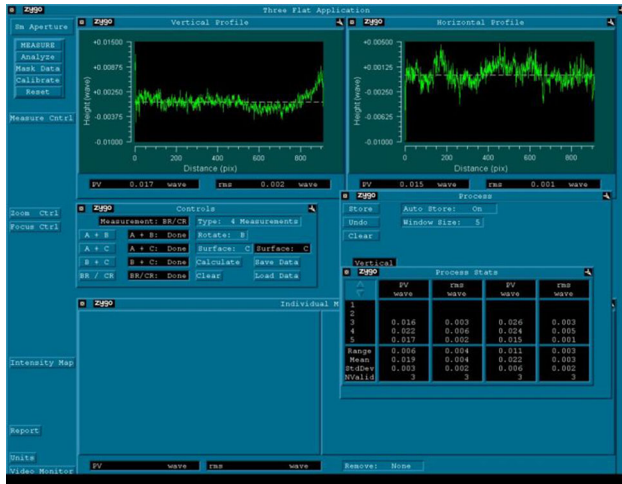 zygo Three Flat Application
Sm Aperture
MEASURE
Analyze
Mask Data
Calibrate
Reset
Measure Cntrl
Zoom Ctrl
Focus Ctrl
Intensity Map
Report
Units
Video Monitor
zygo Vertical Profile
Height (wave)
+0.01500
+0.00875
+0.00250
-0.00375
-0.01000
0 200 400 600 800
Distance (pix)
PV 0.017 wave rms 0.002 wave
zygo Horizontal Profile
Height (wave)
+0.00500
+0.00125
-0.00250
-0.00625
-0.01000
0 200 400 600 800
Distance (pix)
PV 0.015 wave rms 0.001 wave
zygo Controls
Measurement: BR/CR Type: 4 Measurements
A + B A + B: Done Rotate: B
A + C A + C: Done Surface: C Surface: C
B + C B + C: Done Calculate Save Data
BR / CR BR/CR: Done Clear Load Data
zygo Process
Store Auto Store: On
Undo Window Size: 5
Clear
Vertical
zygo Process Stats
PV rms PV rms
wave wave wave wave
1
2
3 0.016 0.003 0.026 0.003
4 0.022 0.006 0.024 0.005
5 0.017 0.002 0.015 0.001
Range 0.006 0.004 0.011 0.003
Mean 0.019 0.004 0.022 0.003
StdDev 0.003 0.002 0.006 0.002
NValid 3 3 3 3
zygo Individual M
PV wave rms wave
Remove: None